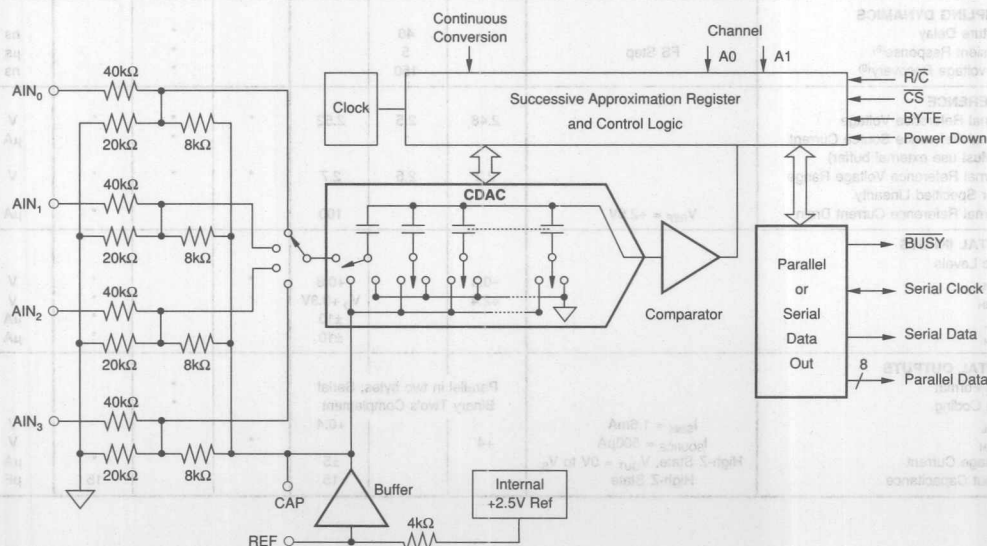 Continuous
Conversion
Channel
A0
A1
40kΩ
AIN0
20kΩ
8kΩ
Clock
Successive Approximation Register
and Control Logic
R/C̅
C̅S̅
BYTE
Power Down
40kΩ
AIN1
20kΩ
8kΩ
CDAC
Comparator
Parallel
or
Serial
Data
Out
B̅U̅S̅Y̅
Serial Clock
Serial Data
8
Parallel Data
40kΩ
AIN2
20kΩ
8kΩ
40kΩ
AIN3
20kΩ
8kΩ
CAP
Buffer
Internal
+2.5V Ref
4kΩ
REF